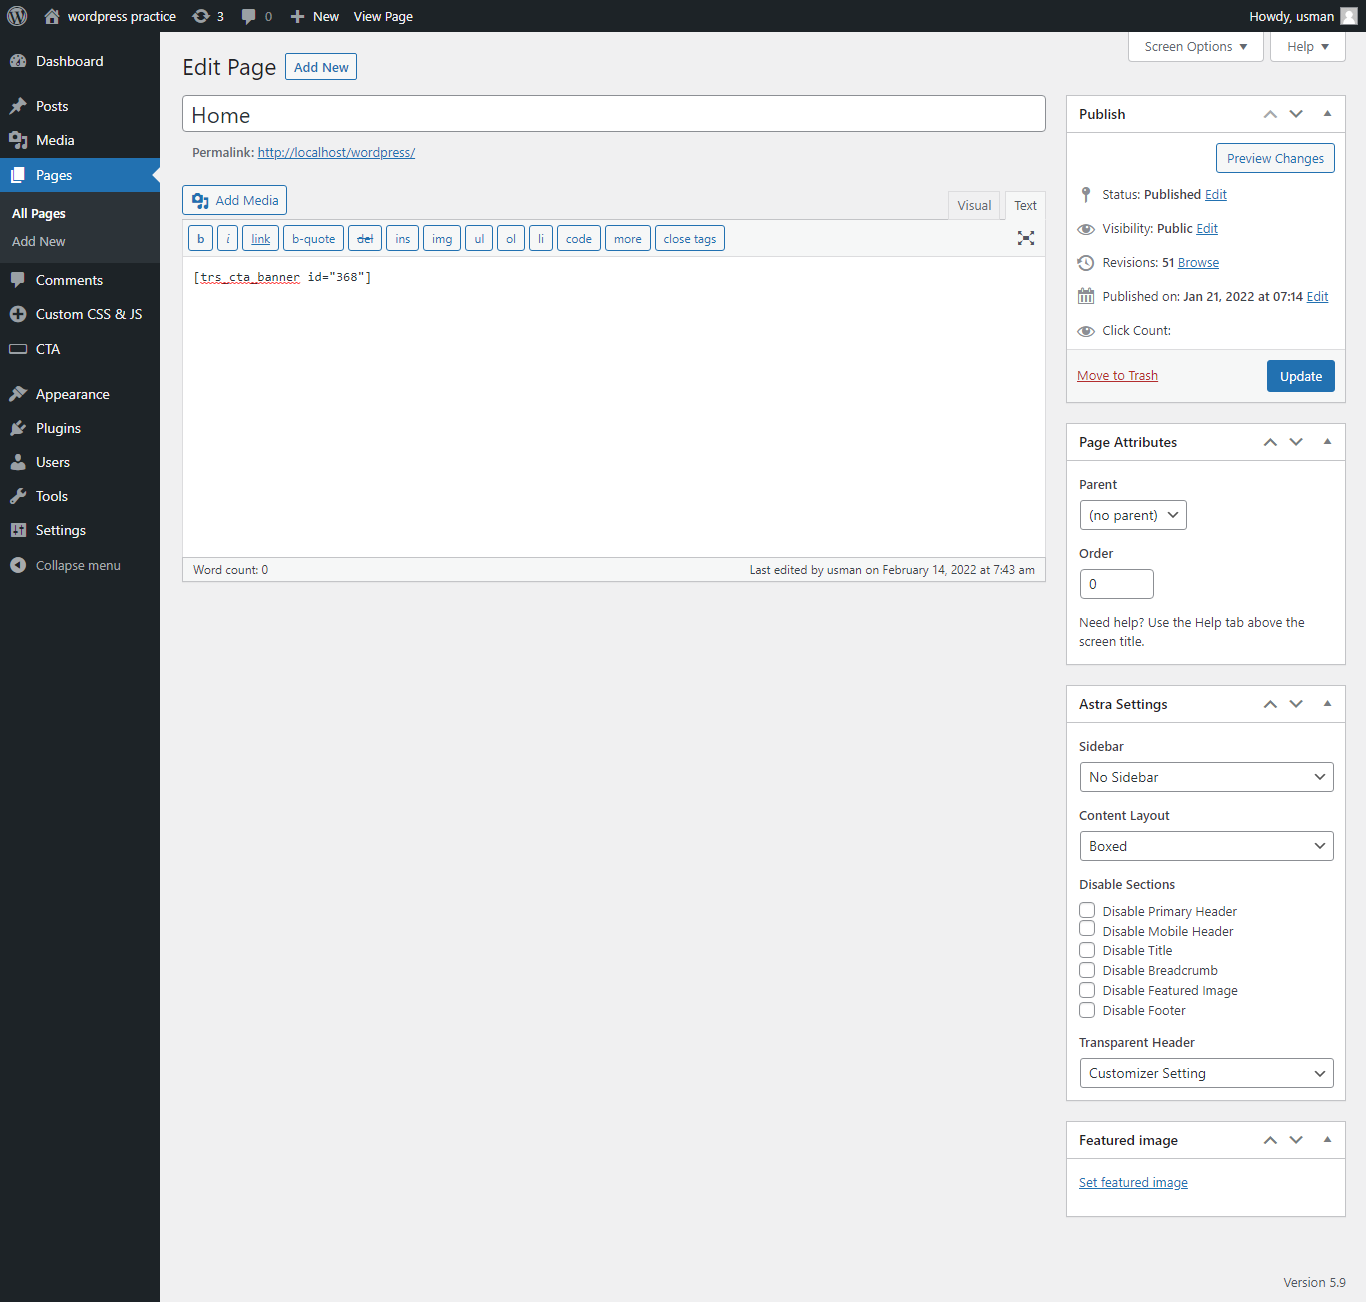 wordpress practice 3 0 New View Page Howdy, usman
Screen Options Help
Dashboard
Posts
Media
Pages
All Pages
Add New
Comments
Custom CSS & JS
CTA
Appearance
Plugins
Users
Tools
Settings
Collapse menu
Edit Page Add New
Home
Permalink: http://localhost/wordpress/
Add Media
Visual Text
b i link b-quote del ins img ul ol li code more close tags
[trs_cta_banner id="368"]
Word count: 0 Last edited by usman on February 14, 2022 at 7:43 am
Publish
Preview Changes
Status: Published Edit
Visibility: Public Edit
Revisions: 51 Browse
Published on: Jan 21, 2022 at 07:14 Edit
Click Count:
Move to Trash Update
Page Attributes
Parent
(no parent)
Order
0
Need help? Use the Help tab above the
screen title.
Astra Settings
Sidebar
No Sidebar
Content Layout
Boxed
Disable Sections
Disable Primary Header
Disable Mobile Header
Disable Title
Disable Breadcrumb
Disable Featured Image
Disable Footer
Transparent Header
Customizer Setting
Featured image
Set featured image
Version 5.9